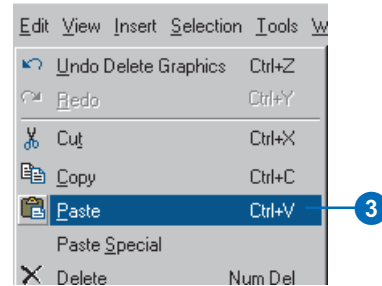 Edit View Insert Selection Tools W
Undo Delete Graphics Ctrl+Z
Redo Ctrl+Y
Cut Ctrl+X
Copy Ctrl+C
Paste Ctrl+V 3
Paste Special
Delete Num Del